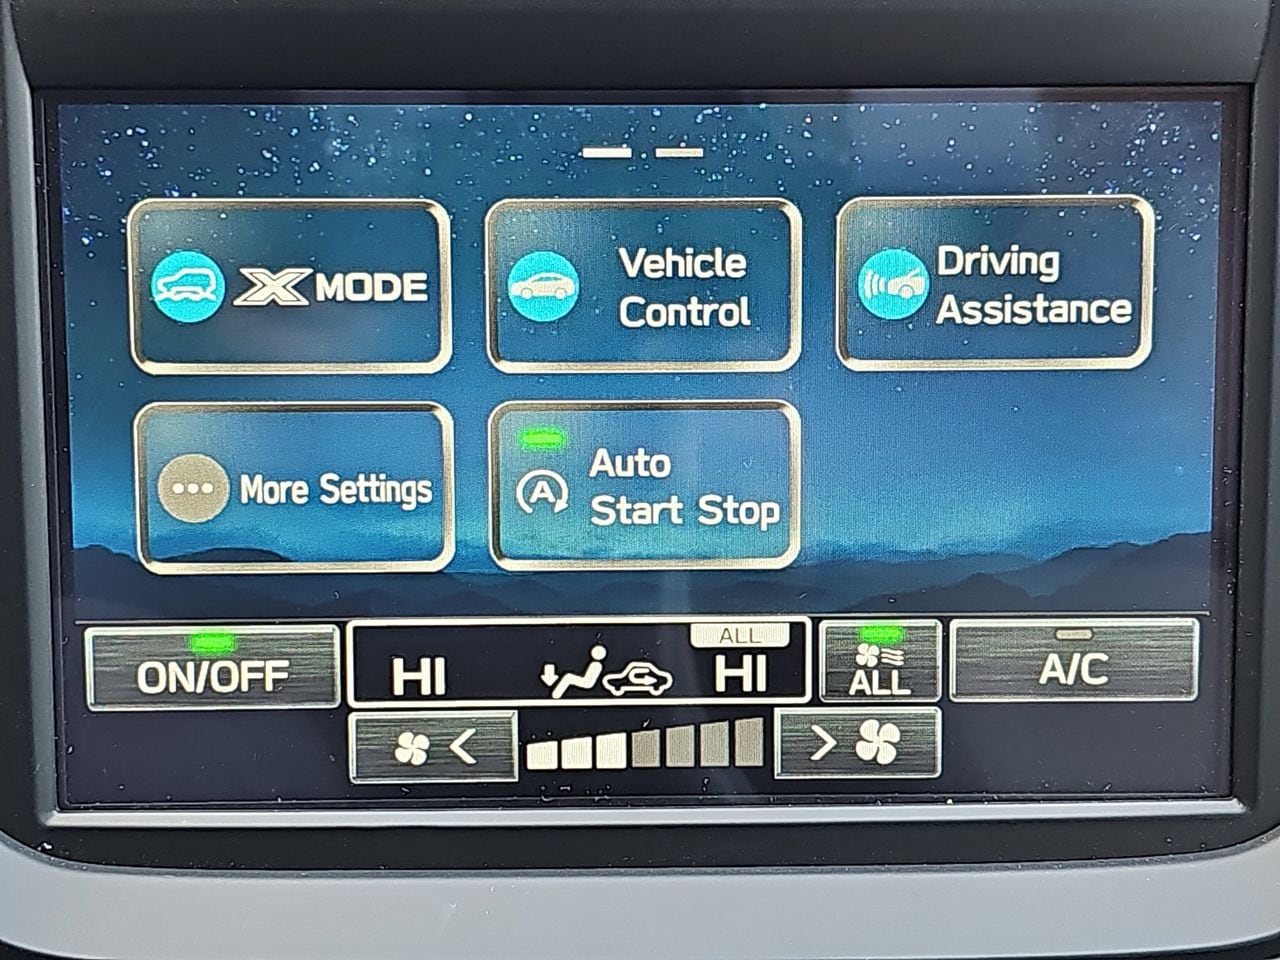 X MODE
Vehicle
Control
Driving
Assistance
More Settings
A
Auto
Start Stop
ON/OFF
HI
ALL
HI
ALL
A/C
< >